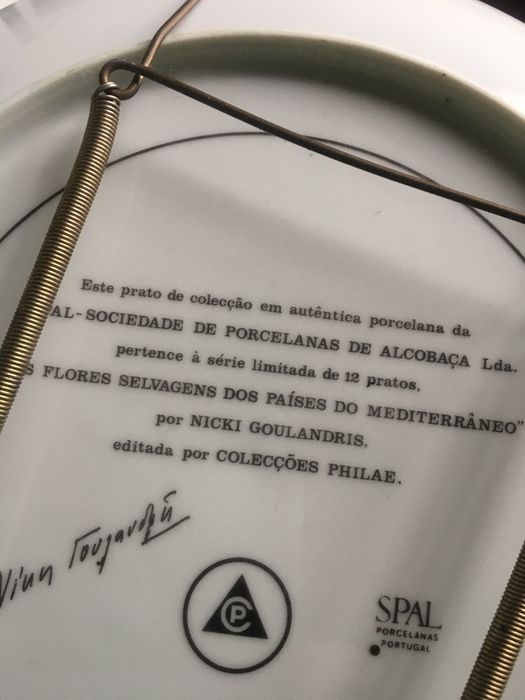 Este prato de colecção em autêntica porcelana da
AL-SOCIEDADE DE PORCELANAS DE ALCOBAÇA Lda.
pertence à série limitada de 12 pratos,
S FLORES SELVAGENS DOS PAÍSES DO MEDITERRÂNEO"
por NICKI GOULANDRIS,
editada por COLECÇÕES PHILAE.
CP
SPAL
PORCELANAS
PORTUGAL